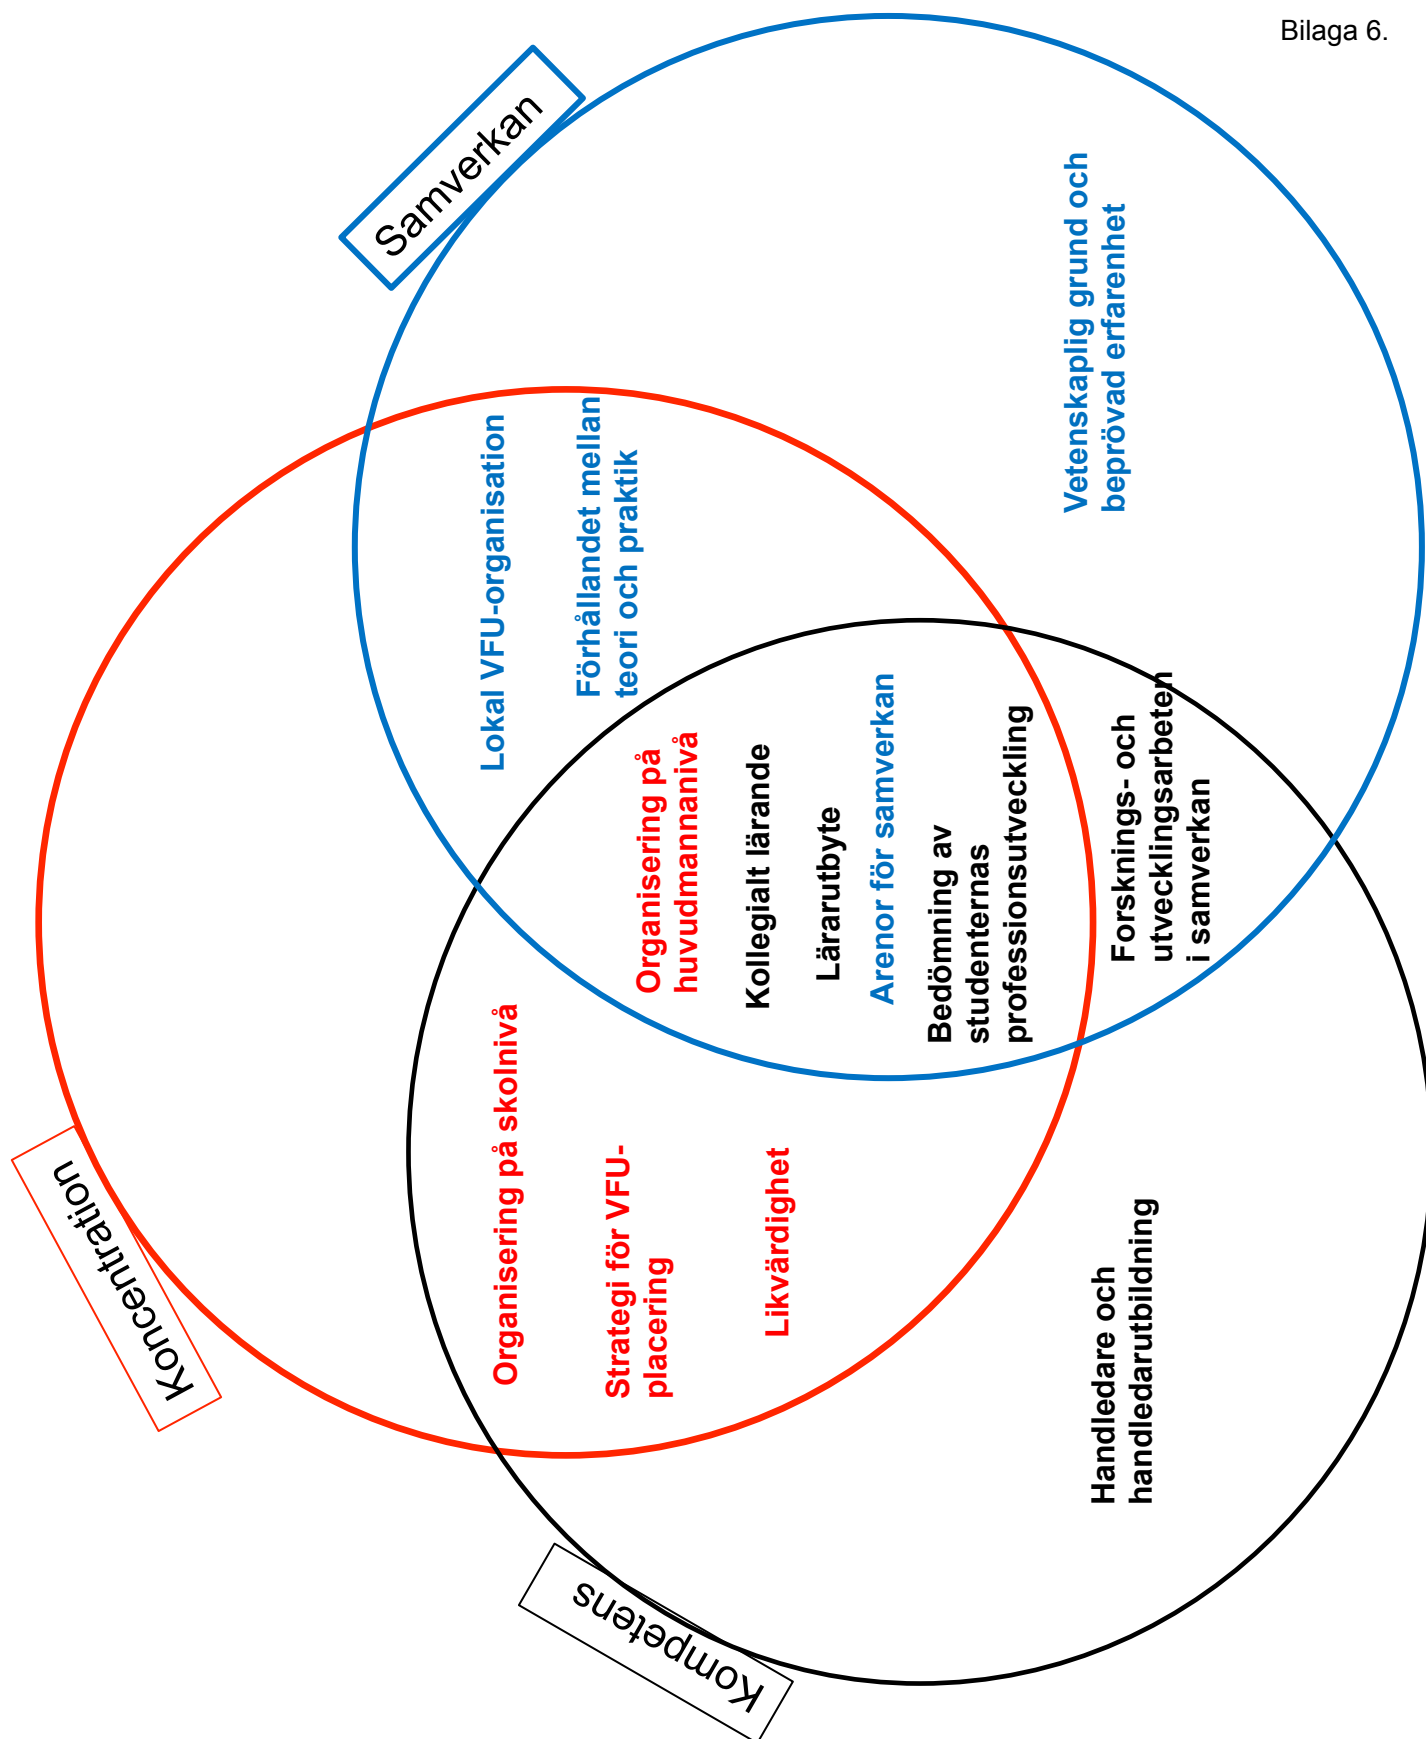 Bilaga 6.
Koncentration
Samverkan
Kompetens
Organisering på skolnivå
Strategi för VFU-
placering
Likvärdighet
Lokal VFU-organisation
Förhållandet mellan
teori och praktik
Organisering på
huvudmannanivå
Kollegialt lärande
Lärarutbyte
Arenor för samverkan
Bedömning av
studenternas
professionsutveckling
Forsknings- och
utvecklingsarbeten
i samverkan
Handledare och
handledarutbildning
Vetenskaplig grund och
beprövad erfarenhet